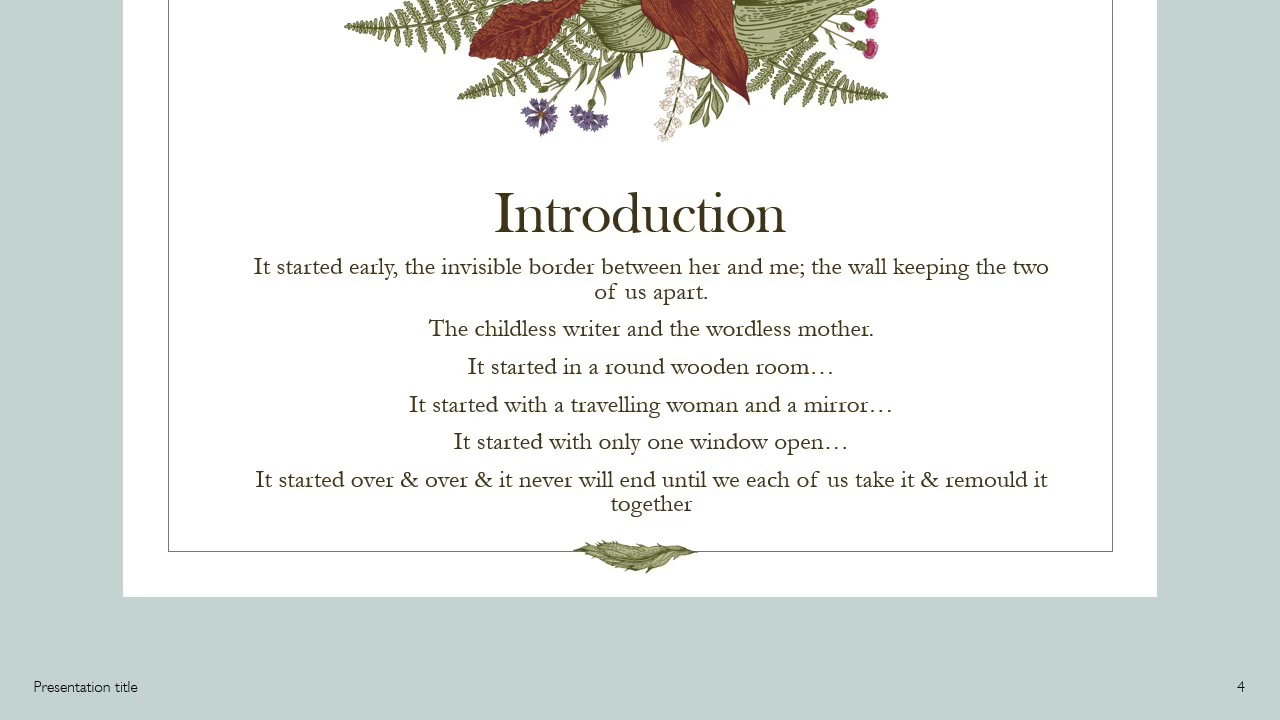 Introduction
It started early, the invisible border between her and me; the wall keeping the two
of us apart.
The childless writer and the wordless mother.
It started in a round wooden room…
It started with a travelling woman and a mirror…
It started with only one window open…
It started over & over & it never will end until we each of us take it & remould it
together
Presentation title
4